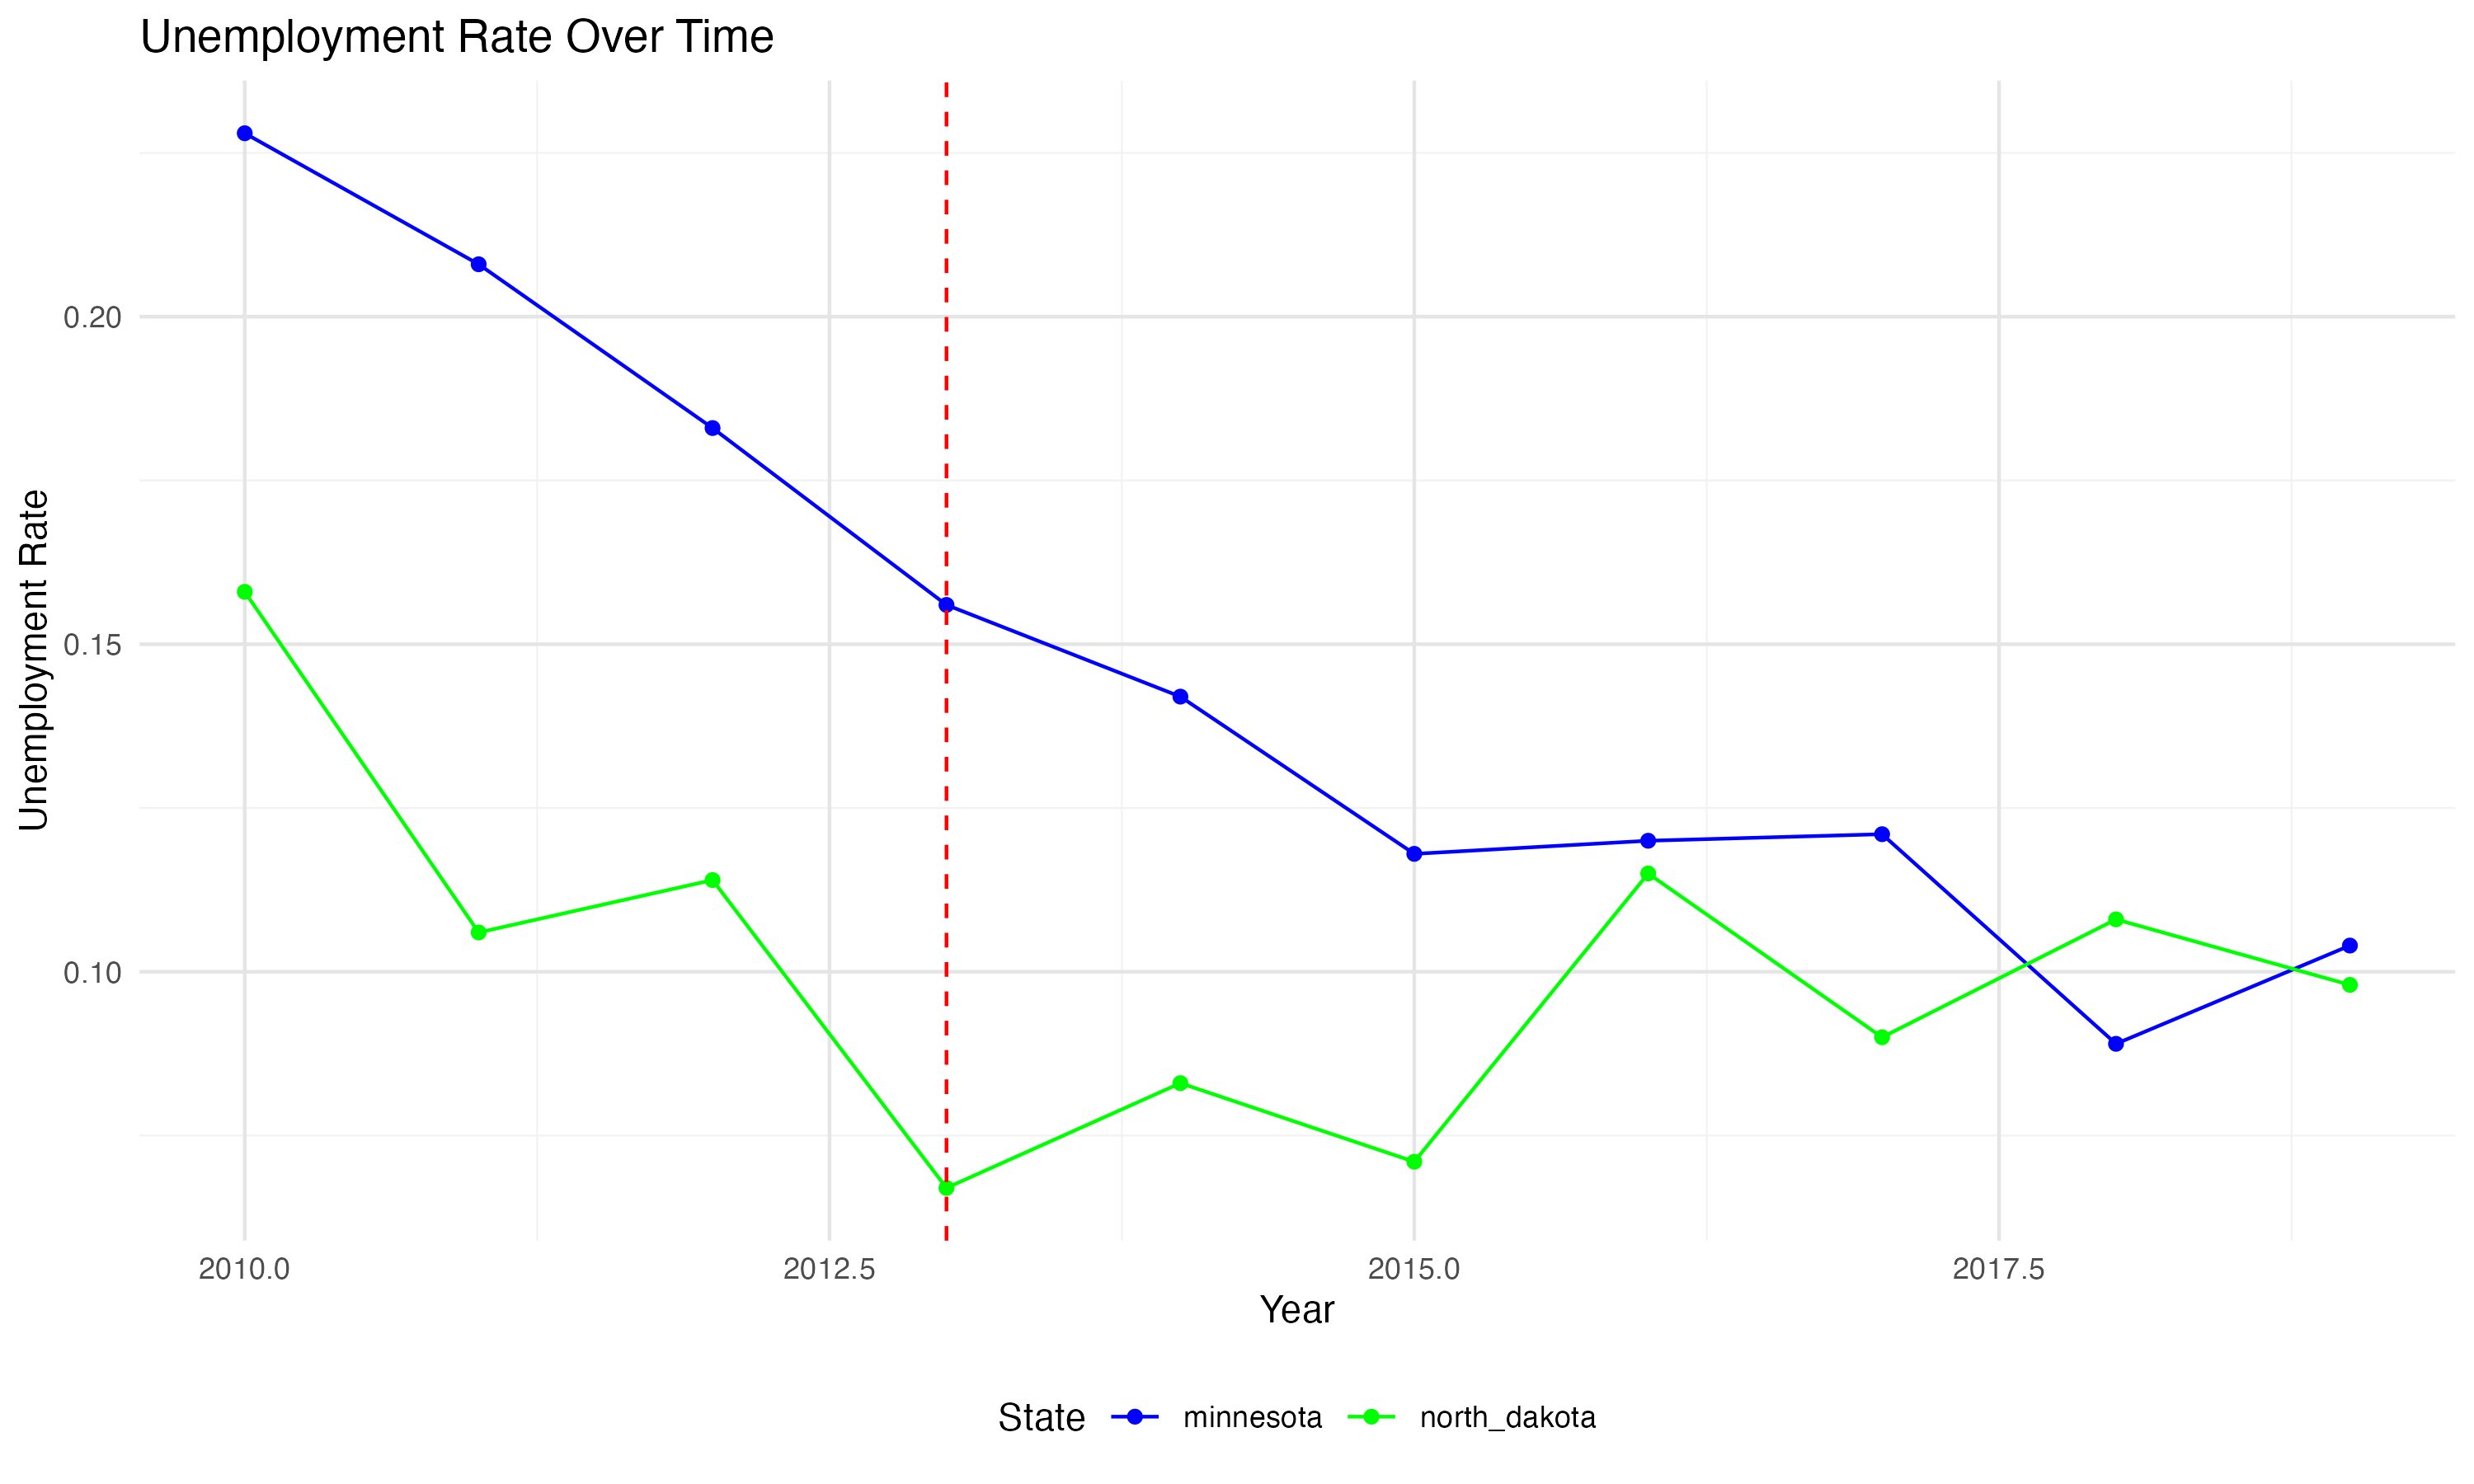 Unemployment Rate Over Time
Unemployment Rate
0.20
0.15
0.10
2010.0 2012.5 2015.0 2017.5
Year
State minnesota north_dakota